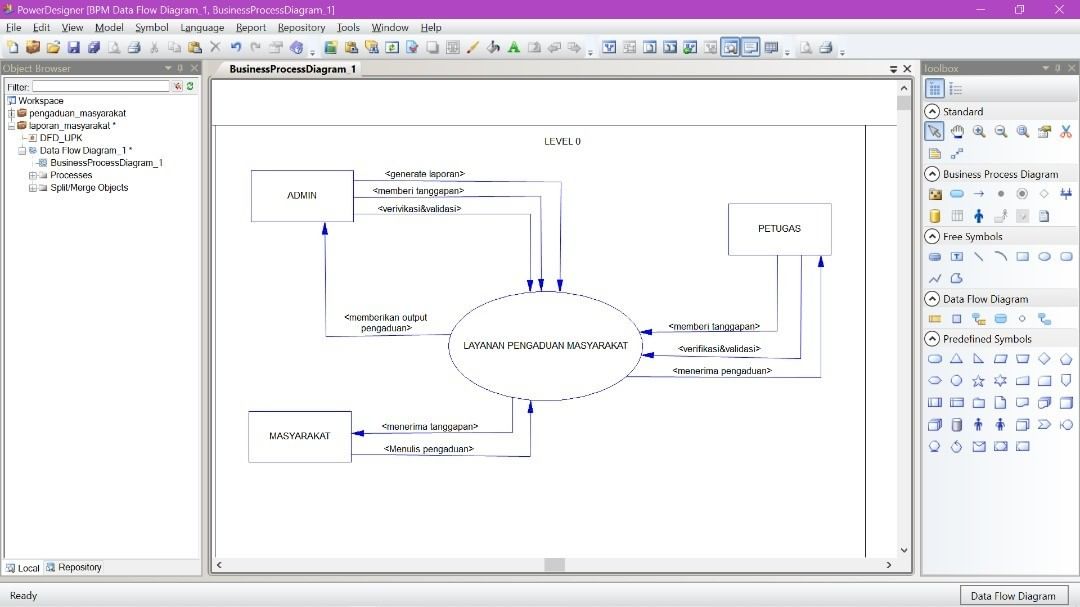 PowerDesigner [BPM Data Flow Diagram_1, BusinessProcessDiagram_1]
File Edit View Model Symbol Language Report Repository Tools Window Help
Object Browser
Filter:
Workspace
pengaduan_masyarakat
laporan_masyarakat *
DFD_UPK
Data Flow Diagram_1 *
BusinessProcessDiagram_1
Processes
Split/Merge Objects
Local Repository
BusinessProcessDiagram_1
LEVEL 0
ADMIN
<generate laporan>
<memberi tanggapan>
<verivikasi&validasi>
PETUGAS
<memberikan output
pengaduan>
LAYANAN PENGADUAN MASYARAKAT
<memberi tanggapan>
<verifikasi&validasi>
<menerima pengaduan>
MASYARAKAT
<menerima tanggapan>
<Menulis pengaduan>
Toolbox
Standard
Business Process Diagram
Free Symbols
Data Flow Diagram
Predefined Symbols
Ready
Data Flow Diagram